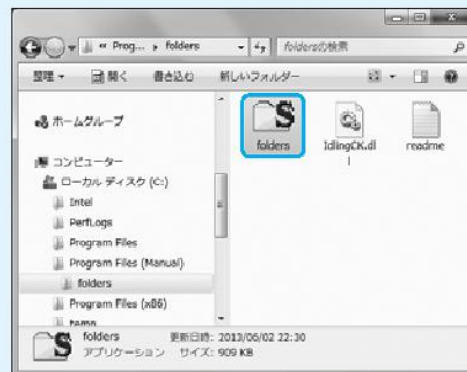 « Prog... ▸ folders
foldersの検索
整理 開く 書き込む 新しいフォルダー
ホームグループ
コンピューター
ローカル ディスク (C:)
Intel
PerfLogs
Program Files
Program Files (Manual)
folders
Program Files (x86)
temp
S folders
IdlingCK.dl
l
readme
S folders 更新日時: 2013/06/02 22:30
アプリケーション サイズ: 909 KB